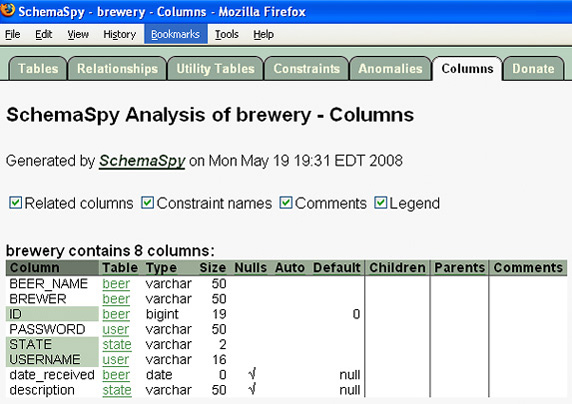 SchemaSpy - brewery - Columns - Mozilla Firefox
File Edit View History Bookmarks Tools Help
Tables Relationships Utility Tables Constraints Anomalies Columns Donate
SchemaSpy Analysis of brewery - Columns
Generated by SchemaSpy on Mon May 19 19:31 EDT 2008
Related columns Constraint names Comments Legend
brewery contains 8 columns:
Column Table Type Size Nulls Auto Default Children Parents Comments
BEER_NAME beer varchar 50
BREWER beer varchar 50
ID beer bigint 19 0
PASSWORD user varchar 50
STATE state varchar 2
USERNAME user varchar 16
date_received beer date 0 √ null
description state varchar 50 √ null